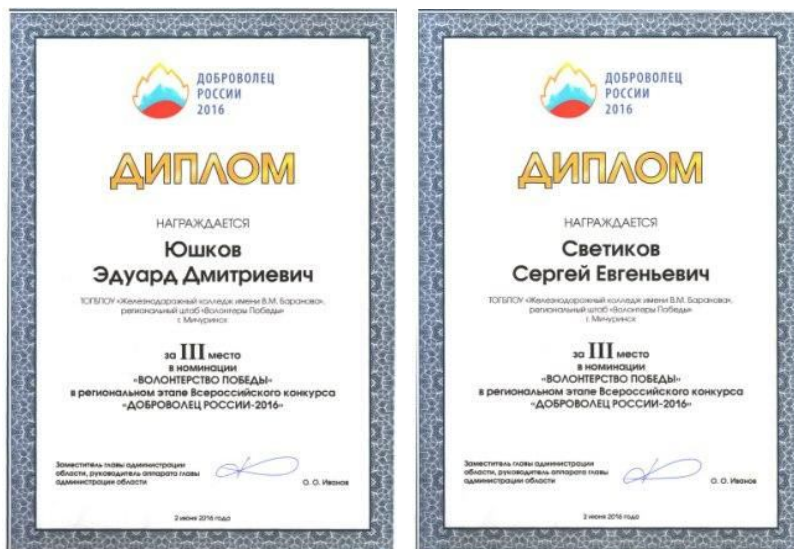 ДОБРОВОЛЕЦ
РОССИИ
2016
ДИПЛОМ
НАГРАЖДАЕТСЯ
Юшков
Эдуард Дмитриевич
ТОГБПОУ «Железнодорожный колледж имени В.М. Баранова»,
региональный штаб «Волонтеры Победы»
г. Мичуринск
за III место
в номинации
«ВОЛОНТЕРСТВО ПОБЕДЫ»
в региональном этапе Всероссийского конкурса
«ДОБРОВОЛЕЦ РОССИИ-2016»
Заместитель главы администрации
области, руководитель аппарата главы
администрации области
О. О. Иванов
2 июня 2016 года
ДОБРОВОЛЕЦ
РОССИИ
2016
ДИПЛОМ
НАГРАЖДАЕТСЯ
Светиков
Сергей Евгеньевич
ТОГБПОУ «Железнодорожный колледж имени В.М. Баранова»,
региональный штаб «Волонтеры Победы»
г. Мичуринск
за III место
в номинации
«ВОЛОНТЕРСТВО ПОБЕДЫ»
в региональном этапе Всероссийского конкурса
«ДОБРОВОЛЕЦ РОССИИ-2016»
Заместитель главы администрации
области, руководитель аппарата главы
администрации области
О. О. Иванов
2 июня 2016 года